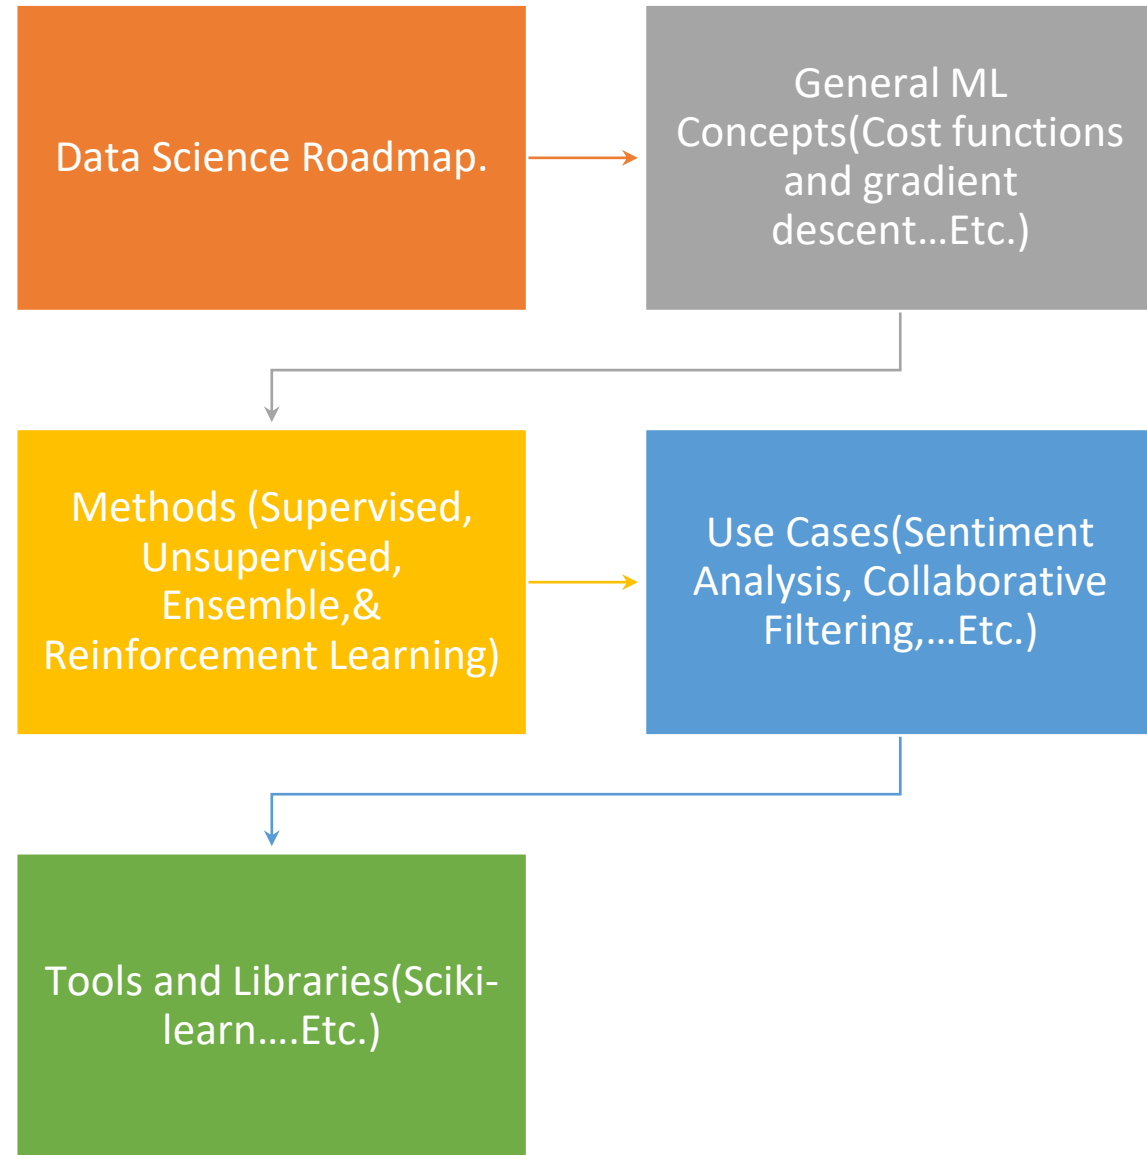 Data Science Roadmap.
General ML
Concepts(Cost functions
and gradient
descent...Etc.)
Methods (Supervised,
Unsupervised,
Ensemble,&
Reinforcement Learning)
Use Cases(Sentiment
Analysis, Collaborative
Filtering,...Etc.)
Tools and Libraries(Sciki-
learn....Etc.)